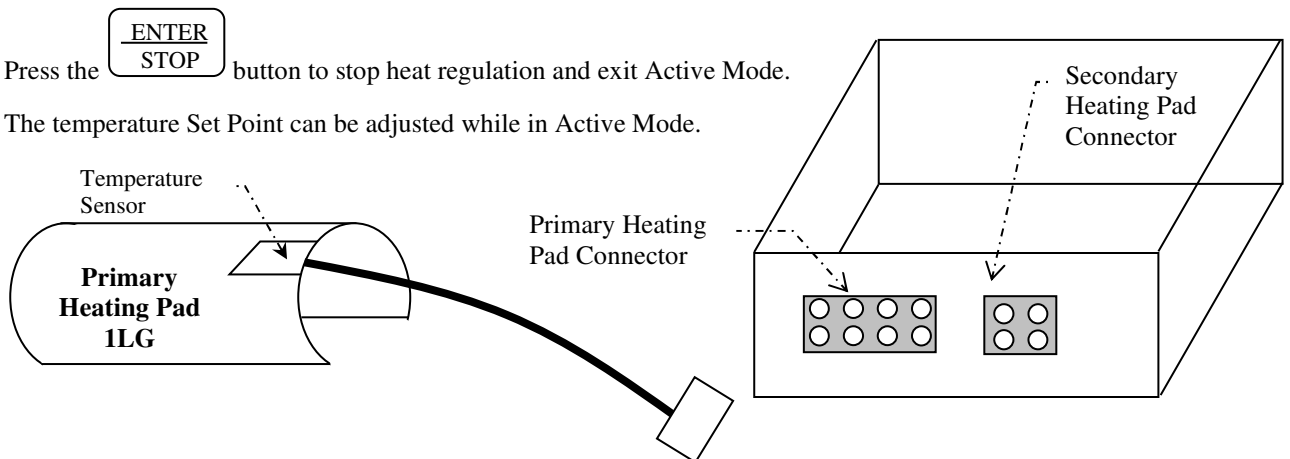 ENTER
STOP
Press the button to stop heat regulation and exit Active Mode.
The temperature Set Point can be adjusted while in Active Mode.
Temperature
Sensor
Primary
Heating Pad
1LG
Primary Heating
Pad Connector
Secondary
Heating Pad
Connector